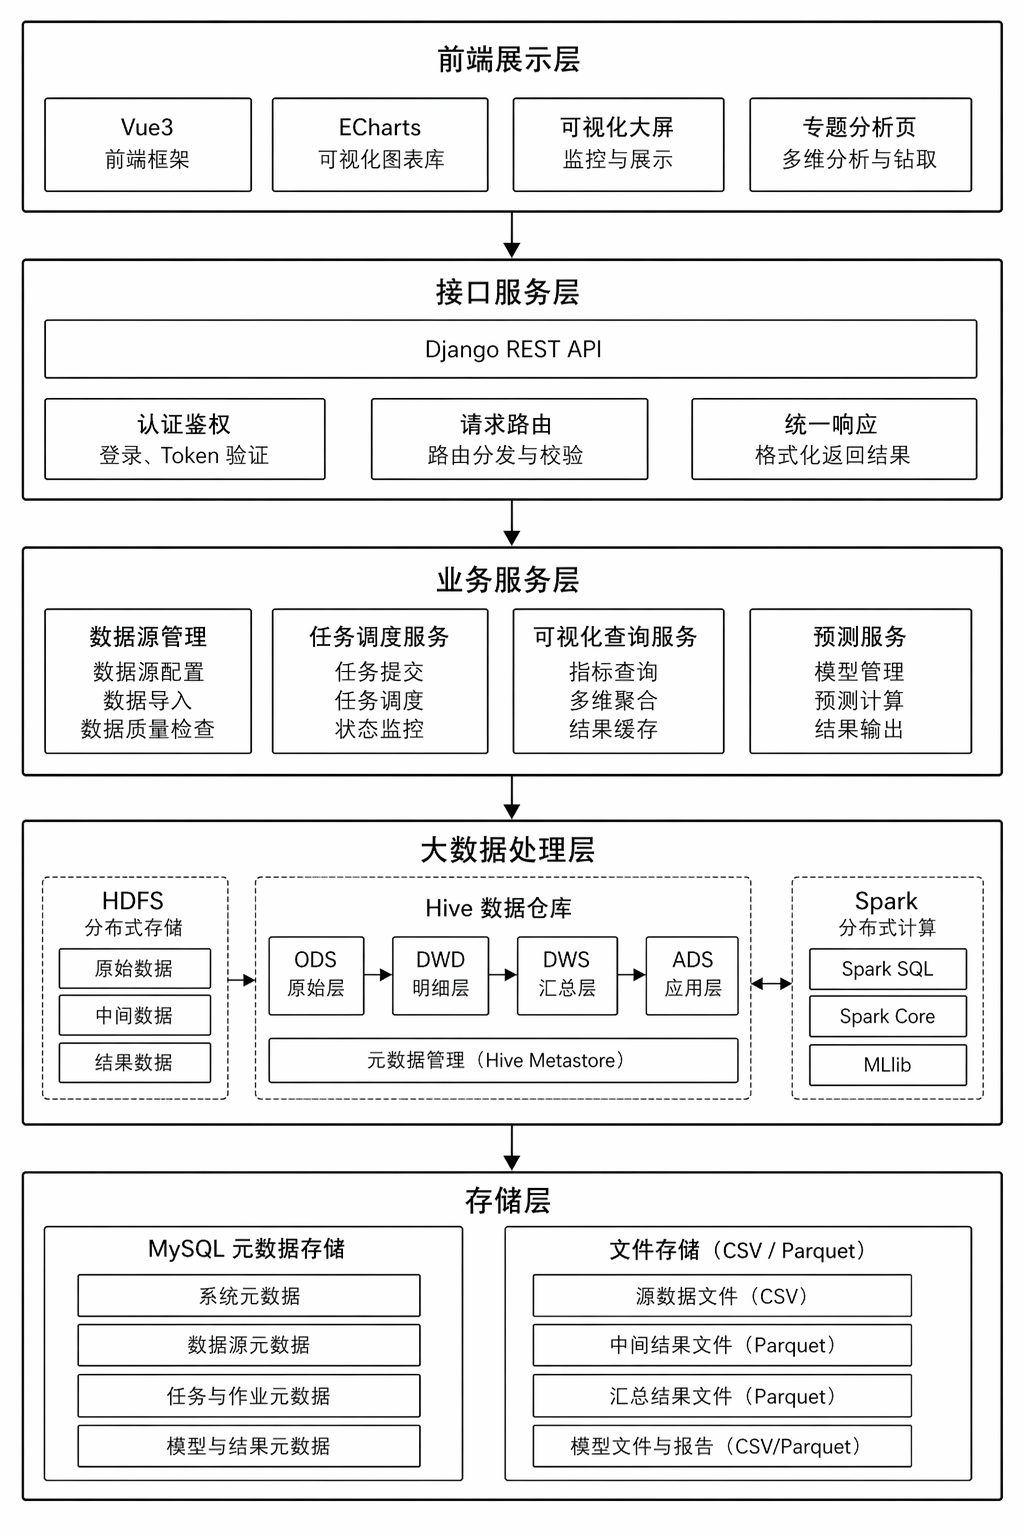 前端展示层
Vue3
前端框架
ECharts
可视化图表库
可视化大屏
监控与展示
专题分析页
多维分析与钻取
接口服务层
Django REST API
认证鉴权
登录、Token 验证
请求路由
路由分发与校验
统一响应
格式化返回结果
业务服务层
数据源管理
数据源配置
数据导入
数据质量检查
任务调度服务
任务提交
任务调度
状态监控
可视化查询服务
指标查询
多维聚合
结果缓存
预测服务
模型管理
预测计算
结果输出
大数据处理层
HDFS
分布式存储
原始数据
中间数据
结果数据
Hive 数据仓库
ODS
原始层
DWD
明细层
DWS
汇总层
ADS
应用层
元数据管理（Hive Metastore）
Spark
分布式计算
Spark SQL
Spark Core
MLlib
存储层
MySQL 元数据存储
系统元数据
数据源元数据
任务与作业元数据
模型与结果元数据
文件存储（CSV / Parquet）
源数据文件（CSV）
中间结果文件（Parquet）
汇总结果文件（Parquet）
模型文件与报告（CSV/Parquet）